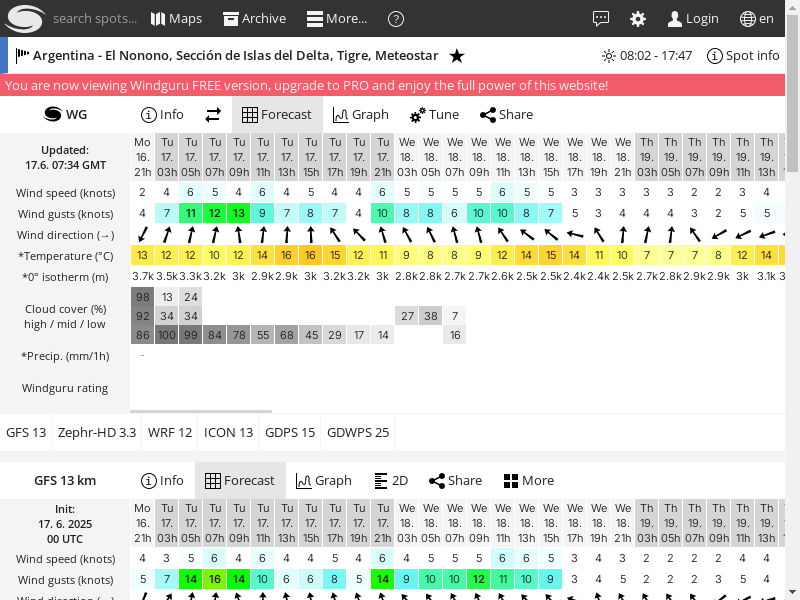 search spots... Maps Archive More... ? Login en
Argentina - El Nonono, Sección de Islas del Delta, Tigre, Meteostar ★ 08:02 - 17:47 Spot info
You are now viewing Windguru FREE version, upgrade to PRO and enjoy the full power of this website!
WG Info Forecast Graph Tune Share
Updated:
17.6. 07:34 GMT
Mo Tu Tu Tu Tu Tu Tu Tu Tu Tu Tu We We We We We We We We We We Th Th Th Th Th Th
16. 17. 17. 17. 17. 17. 17. 17. 17. 17. 17. 18. 18. 18. 18. 18. 18. 18. 18. 18. 18. 19. 19. 19. 19. 19. 19.
21h 03h 05h 07h 09h 11h 13h 15h 17h 19h 21h 03h 05h 07h 09h 11h 13h 15h 17h 19h 21h 03h 05h 07h 09h 11h 13h
Wind speed (knots) 2 4 6 5 4 6 4 5 4 4 6 5 5 5 5 6 5 5 3 3 3 3 3 2 2 3 4
Wind gusts (knots) 4 7 11 12 13 9 7 8 7 4 10 8 8 6 10 10 8 7 5 3 4 4 4 3 2 5 5
Wind direction (→)
*Temperature (°C) 13 12 12 10 12 14 16 16 15 12 11 9 8 8 9 12 14 15 14 11 10 7 7 7 8 12 14
*0° isotherm (m) 3.7k 3.5k 3.3k 3.2k 3k 2.9k 2.9k 3k 3.2k 3.2k 3k 2.8k 2.8k 2.7k 2.7k 2.6k 2.5k 2.5k 2.4k 2.4k 2.5k 2.7k 2.8k 2.9k 2.9k 3k 3.1k
Cloud cover (%)
high / mid / low
98 13 24
92 34 34 27 38 7
86 100 99 84 78 55 68 45 29 17 14 16
*Precip. (mm/1h) -
Windguru rating
GFS 13 Zephr-HD 3.3 WRF 12 ICON 13 GDPS 15 GDWPS 25
GFS 13 km Info Forecast Graph 2D Share More
Init:
17. 6. 2025
00 UTC
Mo Tu Tu Tu Tu Tu Tu Tu Tu Tu Tu We We We We We We We We We We Th Th Th Th Th Th
16. 17. 17. 17. 17. 17. 17. 17. 17. 17. 17. 18. 18. 18. 18. 18. 18. 18. 18. 18. 18. 19. 19. 19. 19. 19. 19.
21h 03h 05h 07h 09h 11h 13h 15h 17h 19h 21h 03h 05h 07h 09h 11h 13h 15h 17h 19h 21h 03h 05h 07h 09h 11h 13h
Wind speed (knots) 4 3 5 6 4 6 4 4 5 4 6 4 5 5 5 6 6 5 3 4 3 2 2 2 2 3 4
Wind gusts (knots) 5 7 14 16 14 10 6 6 8 5 14 9 10 10 12 11 10 9 3 4 5 2 2 2 3 5 4